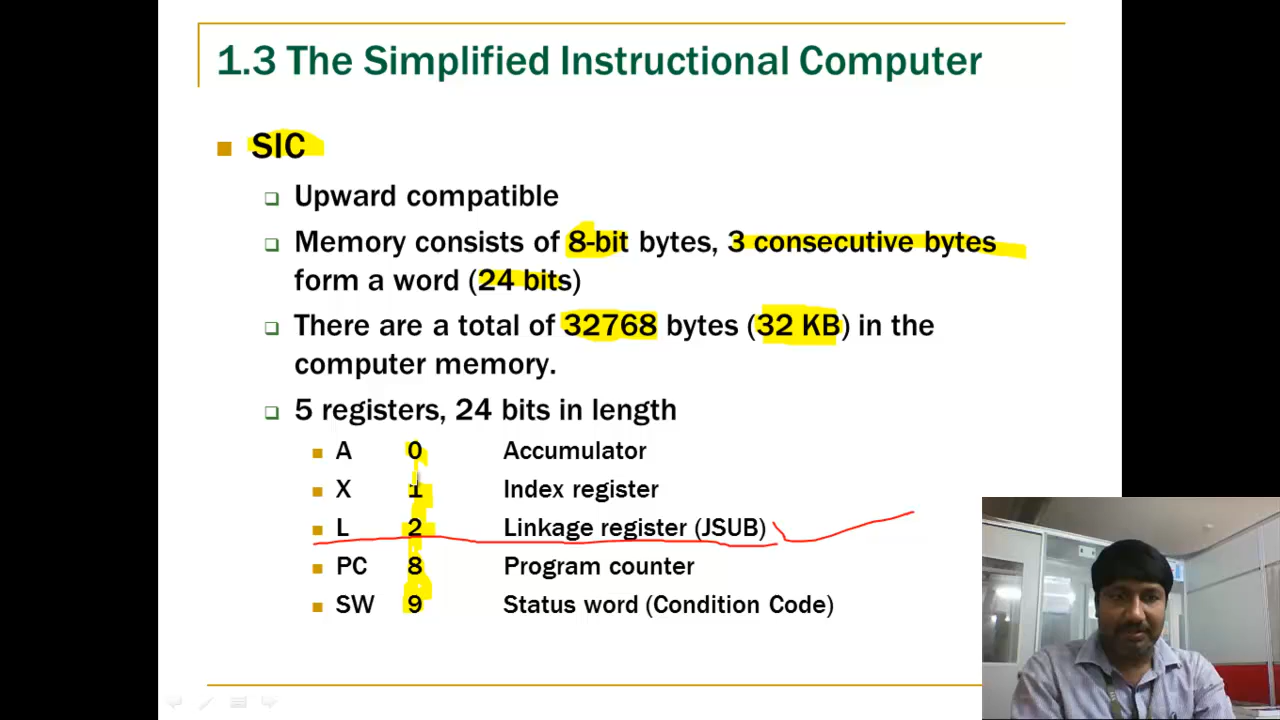 1.3 The Simplified Instructional Computer
SIC
Upward compatible
Memory consists of 8-bit bytes, 3 consecutive bytes
form a word (24 bits)
There are a total of 32768 bytes (32 KB) in the
computer memory.
5 registers, 24 bits in length
A 0 Accumulator
X 1 Index register
L 2 Linkage register (JSUB)
PC 8 Program counter
SW 9 Status word (Condition Code)